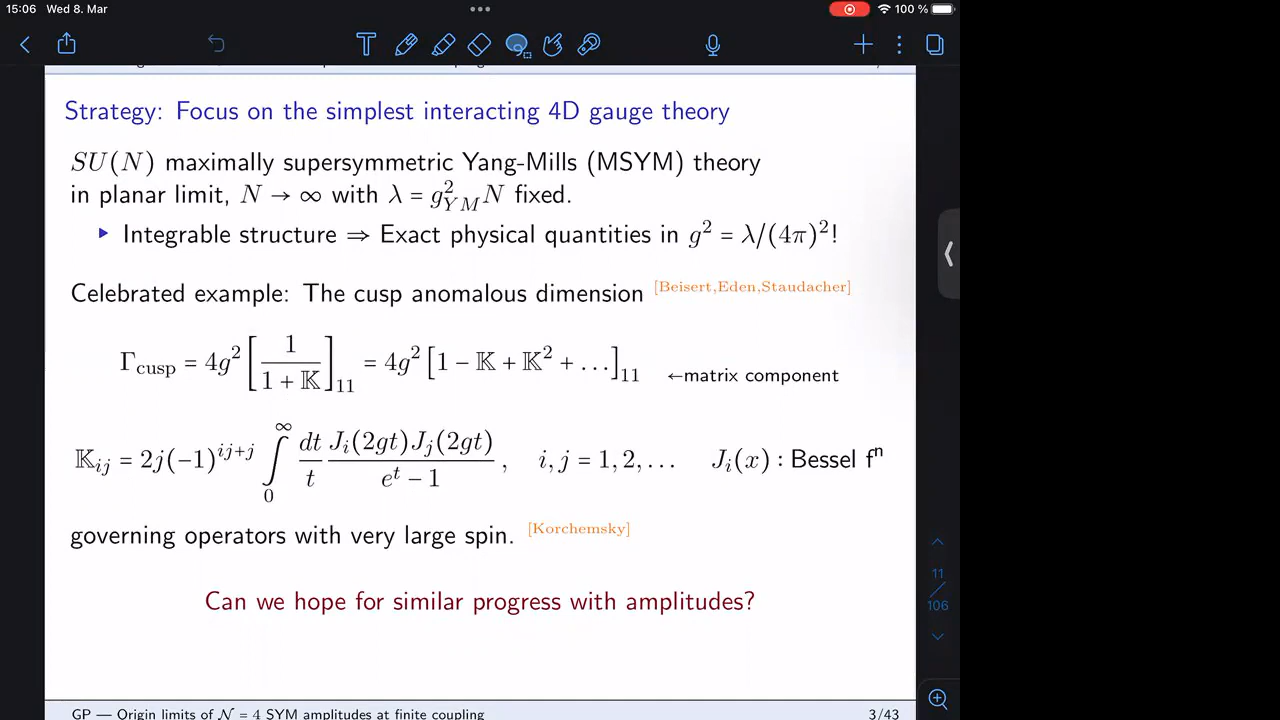 15:06 Wed 8. Mar
100 %
Strategy: Focus on the simplest interacting 4D gauge theory
SU(N) maximally supersymmetric Yang-Mills (MSYM) theory
in planar limit, N → ∞ with λ = g²_{YM} N fixed.
▶ Integrable structure ⇒ Exact physical quantities in g² = λ/(4π)²!
Celebrated example: The cusp anomalous dimension [Beisert,Eden,Staudacher]
Γ_cusp = 4g² [1/(1 + 𝕂)]_{11} = 4g² [1 − 𝕂 + 𝕂² + …]_{11} ←matrix component
𝕂_{ij} = 2j(−1)^{ij+j} ∫_0^∞ dt/t J_i(2gt)J_j(2gt)/(e^t − 1), i, j = 1, 2, … J_i(x) : Bessel fⁿ
governing operators with very large spin. [Korchemsky]
Can we hope for similar progress with amplitudes?
11
/
106
GP — Origin limits of 𝒩 = 4 SYM amplitudes at finite coupling 3/43